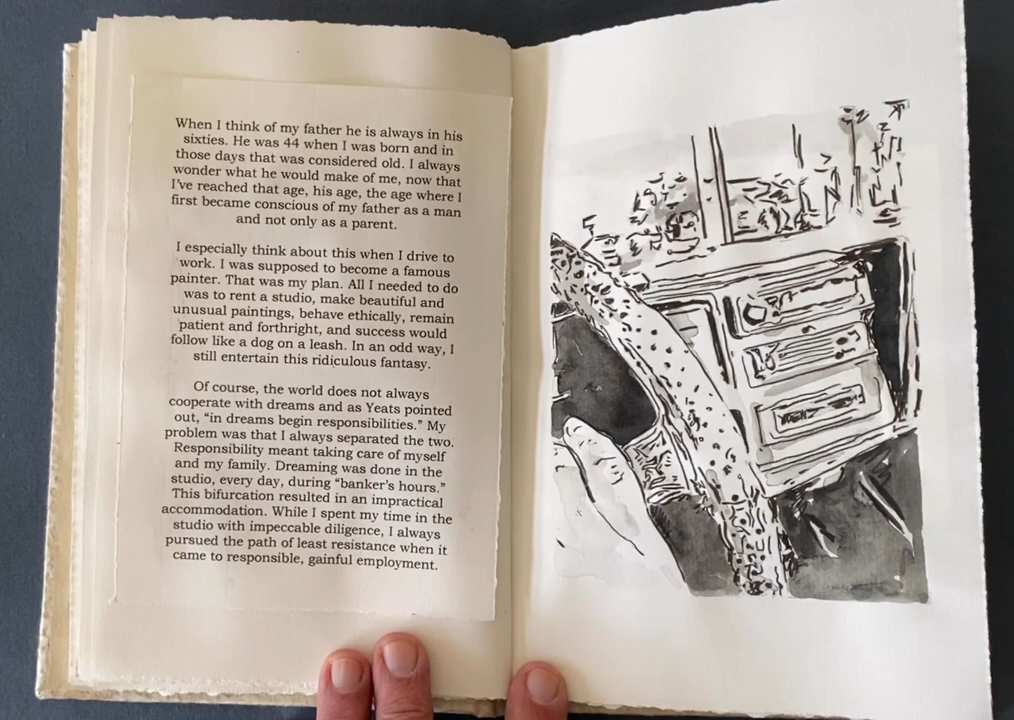 When I think of my father he is always in his
sixties. He was 44 when I was born and in
those days that was considered old. I always
wonder what he would make of me, now that
I've reached that age, his age, the age where I
first became conscious of my father as a man
and not only as a parent.
I especially think about this when I drive to
work. I was supposed to become a famous
painter. That was my plan. All I needed to do
was to rent a studio, make beautiful and
unusual paintings, behave ethically, remain
patient and forthright, and success would
follow like a dog on a leash. In an odd way, I
still entertain this ridiculous fantasy.
Of course, the world does not always
cooperate with dreams and as Yeats pointed
out, “in dreams begin responsibilities.” My
problem was that I always separated the two.
Responsibility meant taking care of myself
and my family. Dreaming was done in the
studio, every day, during “banker's hours.”
This bifurcation resulted in an impractical
accommodation. While I spent my time in the
studio with impeccable diligence, I always
pursued the path of least resistance when it
came to responsible, gainful employment.